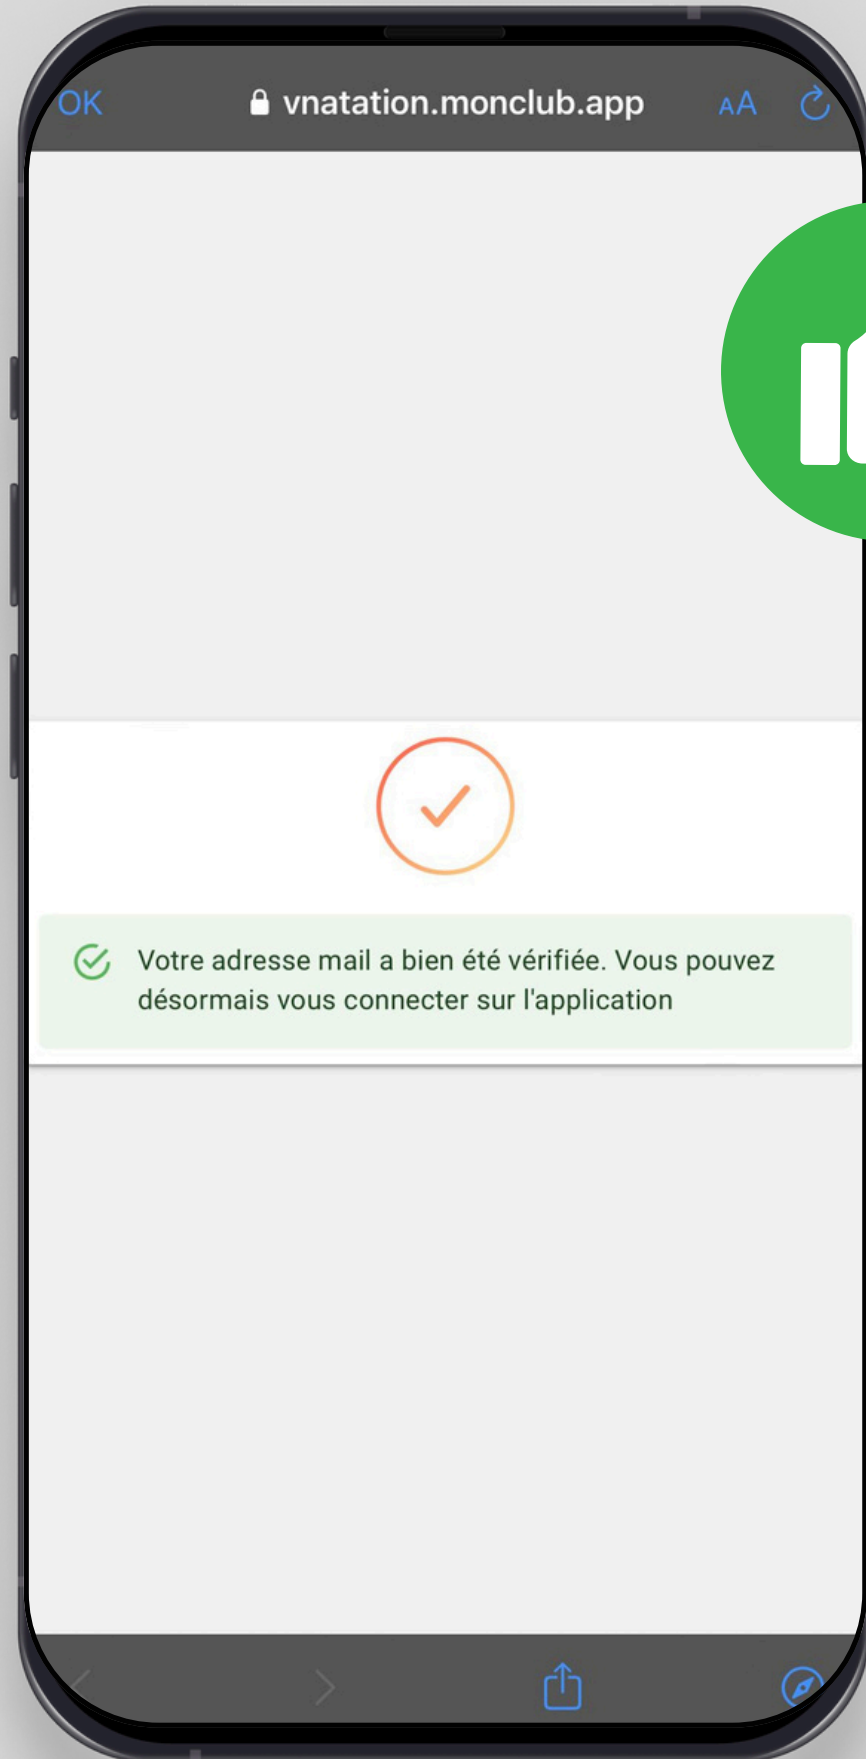 OK
vnatation.monclub.app
AA
Votre adresse mail a bien été vérifiée. Vous pouvez
désormais vous connecter sur l'application